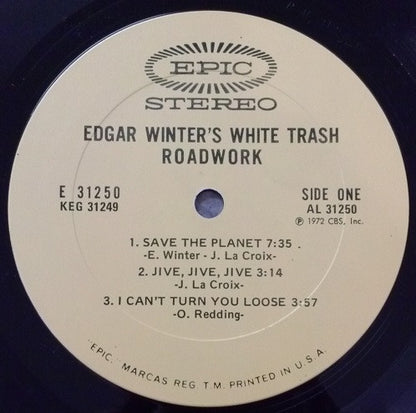 EPIC
STEREO
EDGAR WINTER'S WHITE TRASH
ROADWORK
E 31250
KEG 31249
SIDE ONE
AL 31250
℗ 1972 CBS, Inc.
1. SAVE THE PLANET 7:35 .
-E. Winter - J. La Croix-
2. JIVE, JIVE, JIVE 3:14
-J. La Croix-
3. I CAN'T TURN YOU LOOSE 3:57
-O. Redding-
"EPIC," MARCAS REG. T.M. PRINTED IN U.S.A.